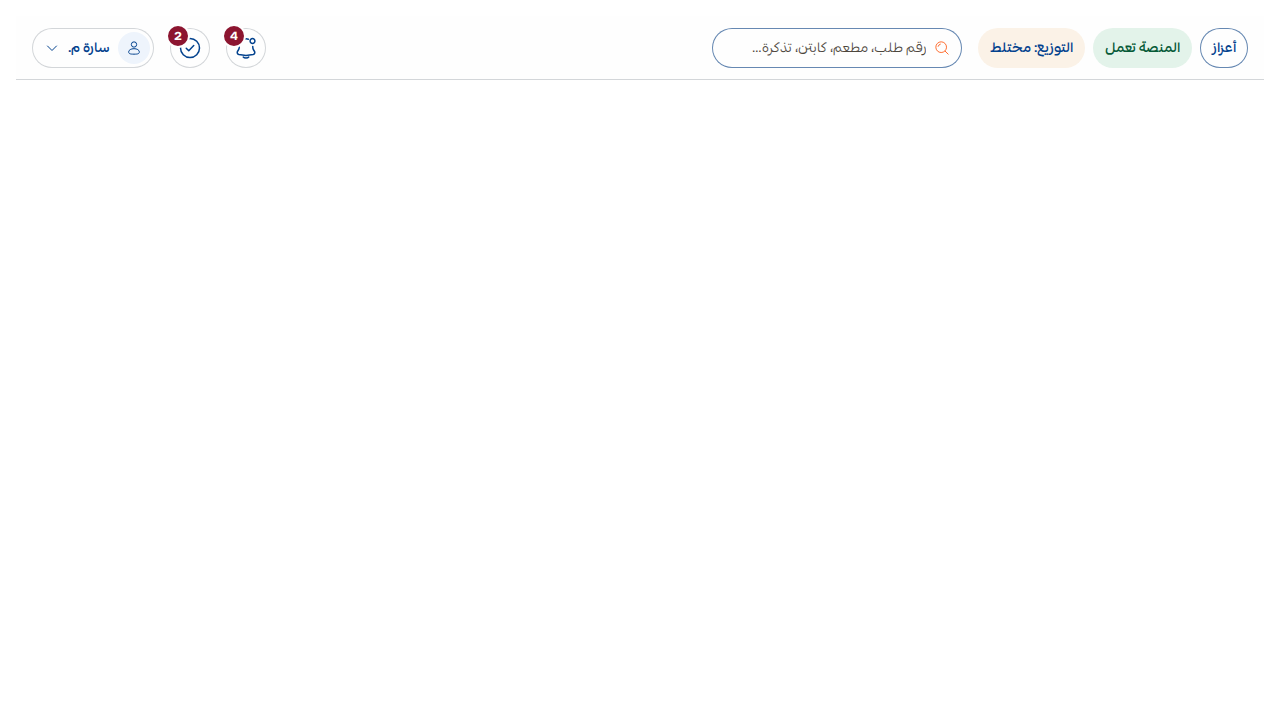 أعزاز
المنصة تعمل
التوزيع: مختلط
رقم طلب، مطعم، كابتن، تذكرة...
4
2
سارة م.